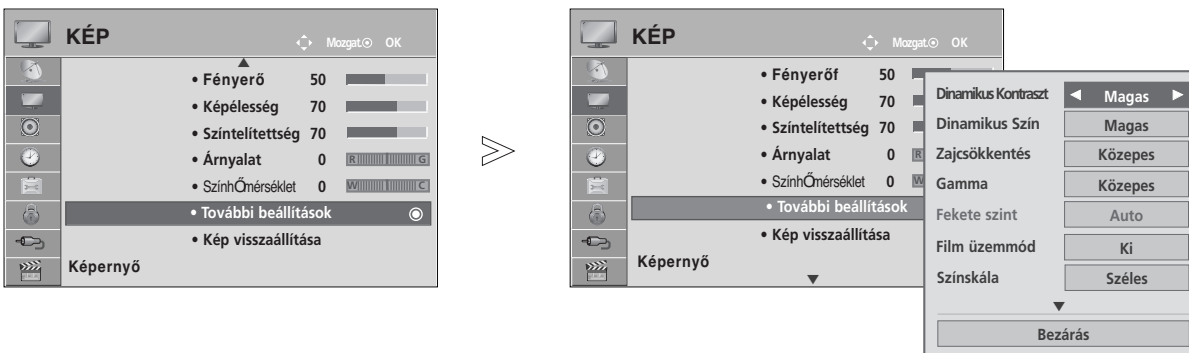 KÉP
Mozgat. OK
• Fényerő 50
• Képélesség 70
• Színtelítettség 70
• Árnyalat 0 R G
• SzínhŐmérséklet 0 W C
• További beállítások
• Kép visszaállítása
Képernyő
KÉP
Mozgat. OK
• Fényerőf 50
• Képélesség 70
• Színtelítettség 70
• Árnyalat 0 R
• SzínhŐmérséklet 0 W
• További beállítások
• Kép visszaállítása
Képernyő
Dinamikus Kontraszt Magas
Dinamikus Szín Magas
Zajcsökkentés Közepes
Gamma Közepes
Fekete szint Auto
Film üzemmód Ki
Színskála Széles
Bezárás